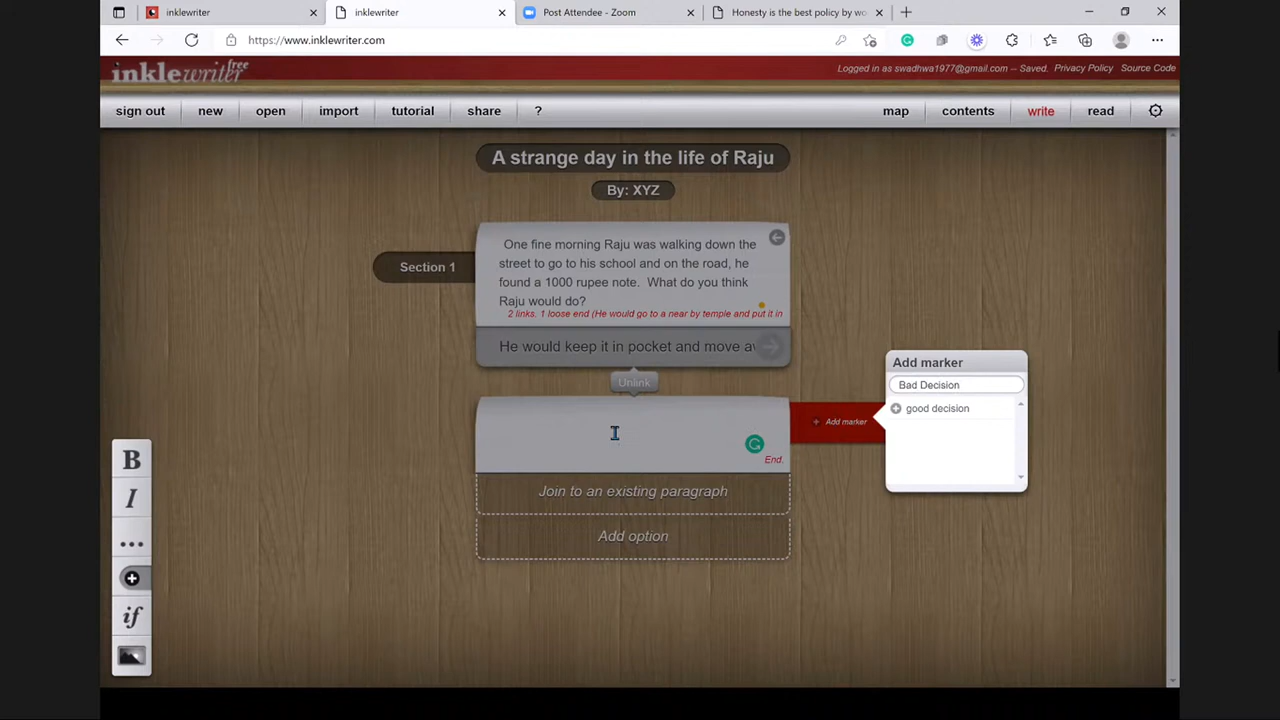 inklewriter
inklewriter
Post Attendee - Zoom
Honesty is the best policy by wo
https://www.inklewriter.com
inklewriter free
Logged in as swadhwa1977@gmail.com -- Saved. Privacy Policy Source Code
sign out new open import tutorial share ? map contents write read
A strange day in the life of Raju
By: XYZ
Section 1
One fine morning Raju was walking down the
street to go to his school and on the road, he
found a 1000 rupee note. What do you think
Raju would do?
2 links. 1 loose end (He would go to a near by temple and put it in
He would keep it in pocket and move av
Unlink
Add marker
Bad Decision
good decision
+ Add marker
End.
Join to an existing paragraph
Add option
B
I
...
if